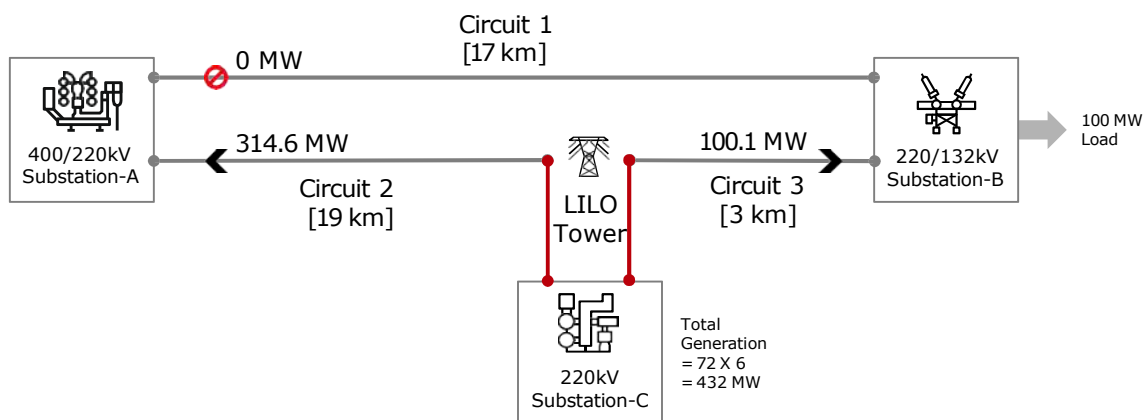 Circuit 1
[17 km]
0 MW
400/220kV
Substation-A
314.6 MW
Circuit 2
[19 km]
LILO
Tower
100.1 MW
Circuit 3
[3 km]
220/132kV
Substation-B
100 MW
Load
220kV
Substation-C
Total
Generation
= 72 X 6
= 432 MW